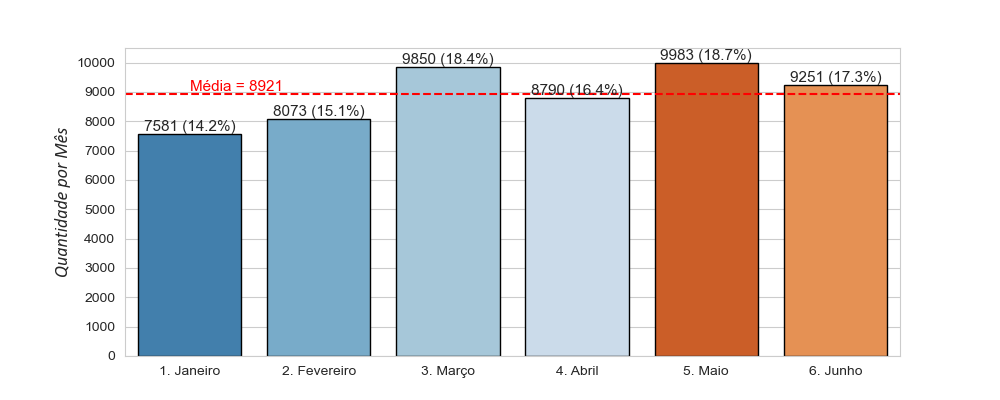 Quantidade por Mês
10000
9000
8000
7000
6000
5000
4000
3000
2000
1000
0
Média = 8921
7581 (14.2%)
8073 (15.1%)
9850 (18.4%)
8790 (16.4%)
9983 (18.7%)
9251 (17.3%)
1. Janeiro
2. Fevereiro
3. Março
4. Abril
5. Maio
6. Junho